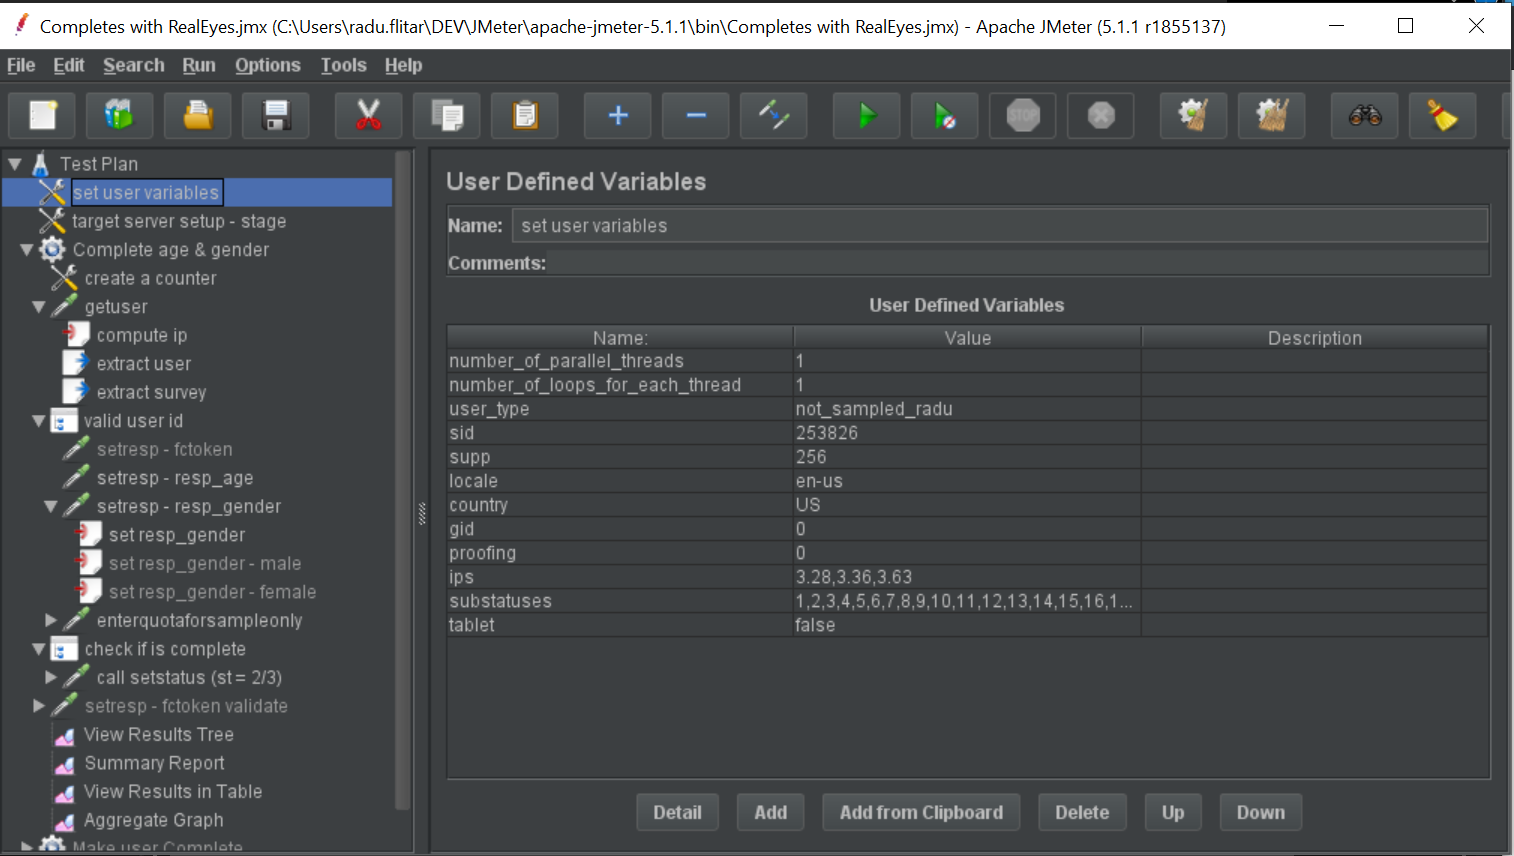 Completes with RealEyes.jmx (C:\Users\radu.flitar\DEV\JMeter\apache-jmeter-5.1.1\bin\Completes with RealEyes.jmx) - Apache JMeter (5.1.1 r1855137)
File Edit Search Run Options Tools Help
STOP
Test Plan
set user variables
target server setup - stage
Complete age & gender
create a counter
getuser
compute ip
extract user
extract survey
valid user id
setresp - fctoken
setresp - resp_age
setresp - resp_gender
set resp_gender
set resp_gender - male
set resp_gender - female
enterquotaforsampleonly
check if is complete
call setstatus (st = 2/3)
setresp - fctoken validate
View Results Tree
Summary Report
View Results in Table
Aggregate Graph
Make user Complete
User Defined Variables
Name: set user variables
Comments:
User Defined Variables
Name: Value Description
number_of_parallel_threads 1
number_of_loops_for_each_thread 1
user_type not_sampled_radu
sid 253826
supp 256
locale en-us
country US
gid 0
proofing 0
ips 3.28,3.36,3.63
substatuses 1,2,3,4,5,6,7,8,9,10,11,12,13,14,15,16,1...
tablet false
Detail Add Add from Clipboard Delete Up Down